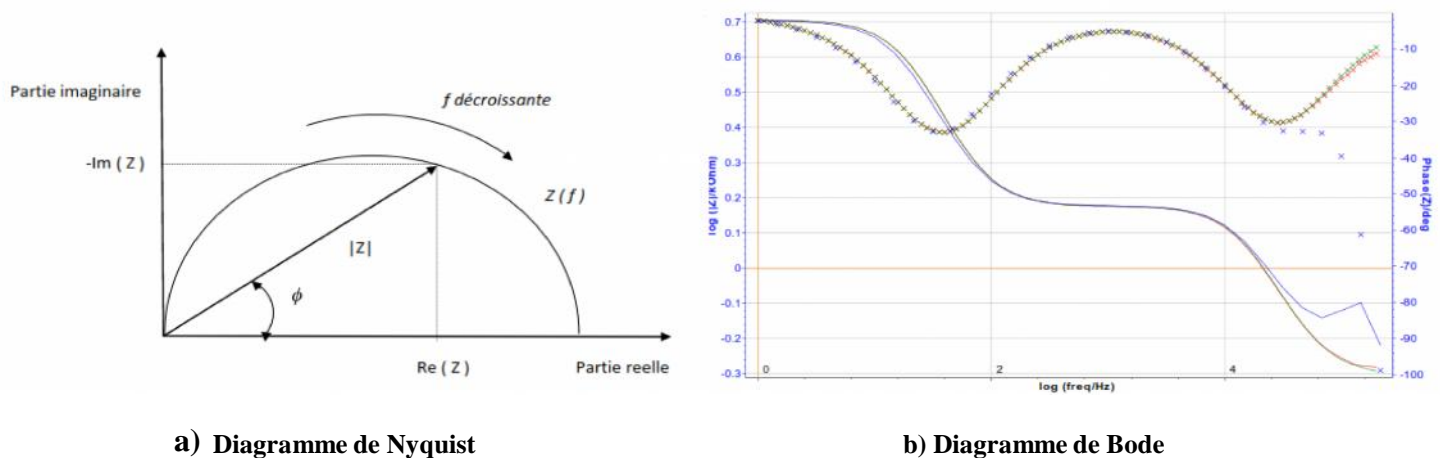 Partie imaginaire
f décroissante
-Im ( Z )
Z ( f )
|Z|
ϕ
Re ( Z )
Partie reelle
a) Diagramme de Nyquist
0.7
0.6
0.5
0.4
0.3
0.2
0.1
0
-0.1
-0.2
-0.3
log (|Z|/kOhm)
0
2
4
log (freq/Hz)
-10
-20
-30
-40
-50
-60
-70
-80
-90
-100
Phase(Z)/deg
b) Diagramme de Bode